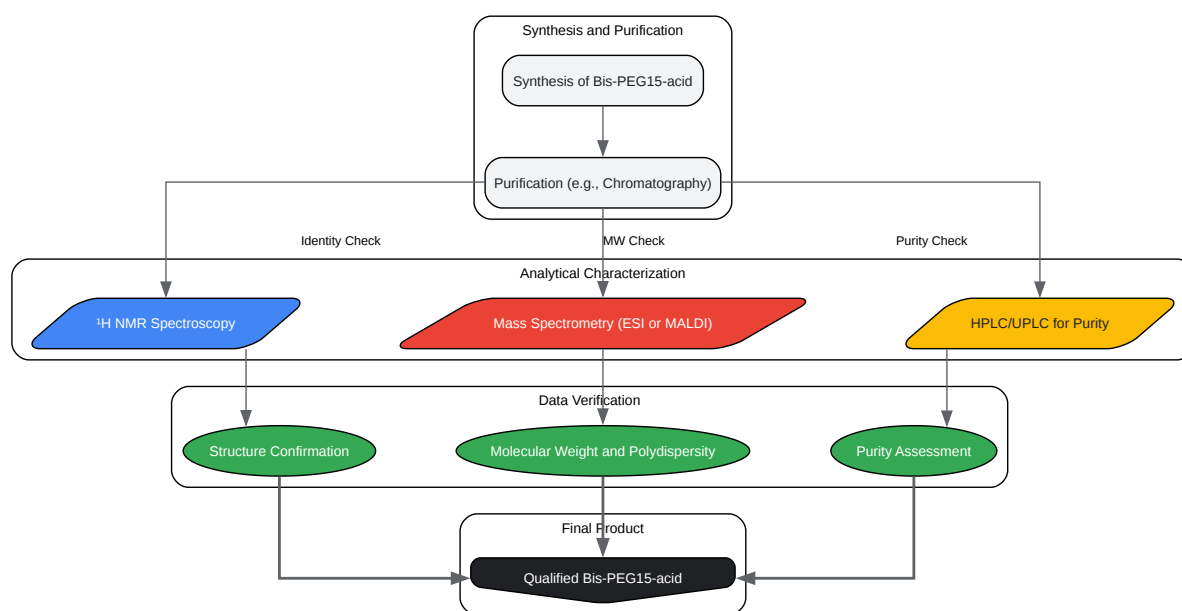 Synthesis and Purification
Synthesis of Bis-PEG15-acid
Purification (e.g., Chromatography)
Identity Check
MW Check
Purity Check
Analytical Characterization
¹H NMR Spectroscopy
Mass Spectrometry (ESI or MALDI)
HPLC/UPLC for Purity
Data Verification
Structure Confirmation
Molecular Weight and Polydispersity
Purity Assessment
Final Product
Qualified Bis-PEG15-acid